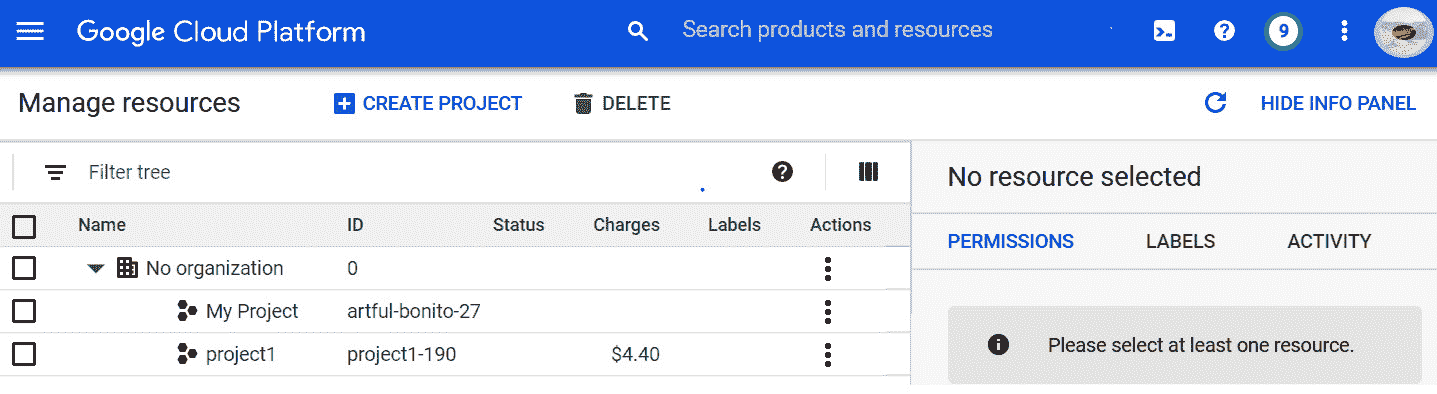 Google Cloud Platform Search products and resources 9
Manage resources CREATE PROJECT DELETE HIDE INFO PANEL
Filter tree
No resource selected
Name ID Status Charges Labels Actions
PERMISSIONS LABELS ACTIVITY
No organization 0
My Project artful-bonito-27
project1 project1-190 $4.40
Please select at least one resource.